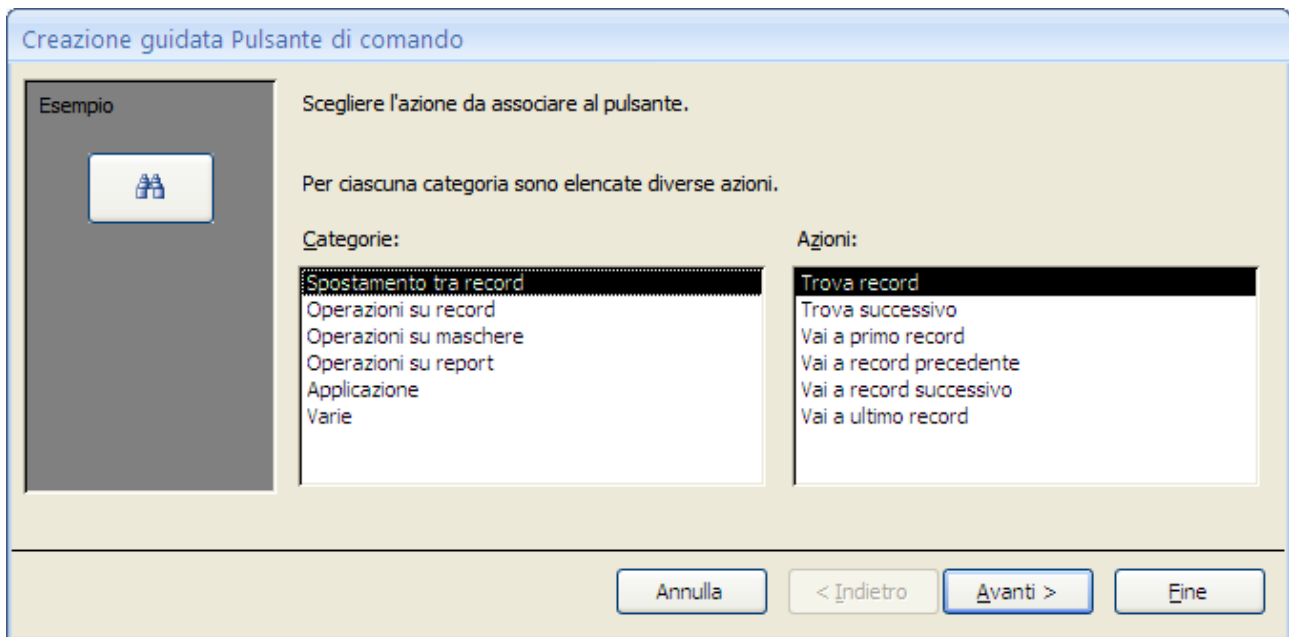 Creazione guidata Pulsante di comando
Esempio
Scegliere l'azione da associare al pulsante.
Per ciascuna categoria sono elencate diverse azioni.
Categorie:
Spostamento tra record
Operazioni su record
Operazioni su maschere
Operazioni su report
Applicazione
Varie
Azioni:
Trova record
Trova successivo
Vai a primo record
Vai a record precedente
Vai a record successivo
Vai a ultimo record
Annulla
< Indietro
Avanti >
Fine